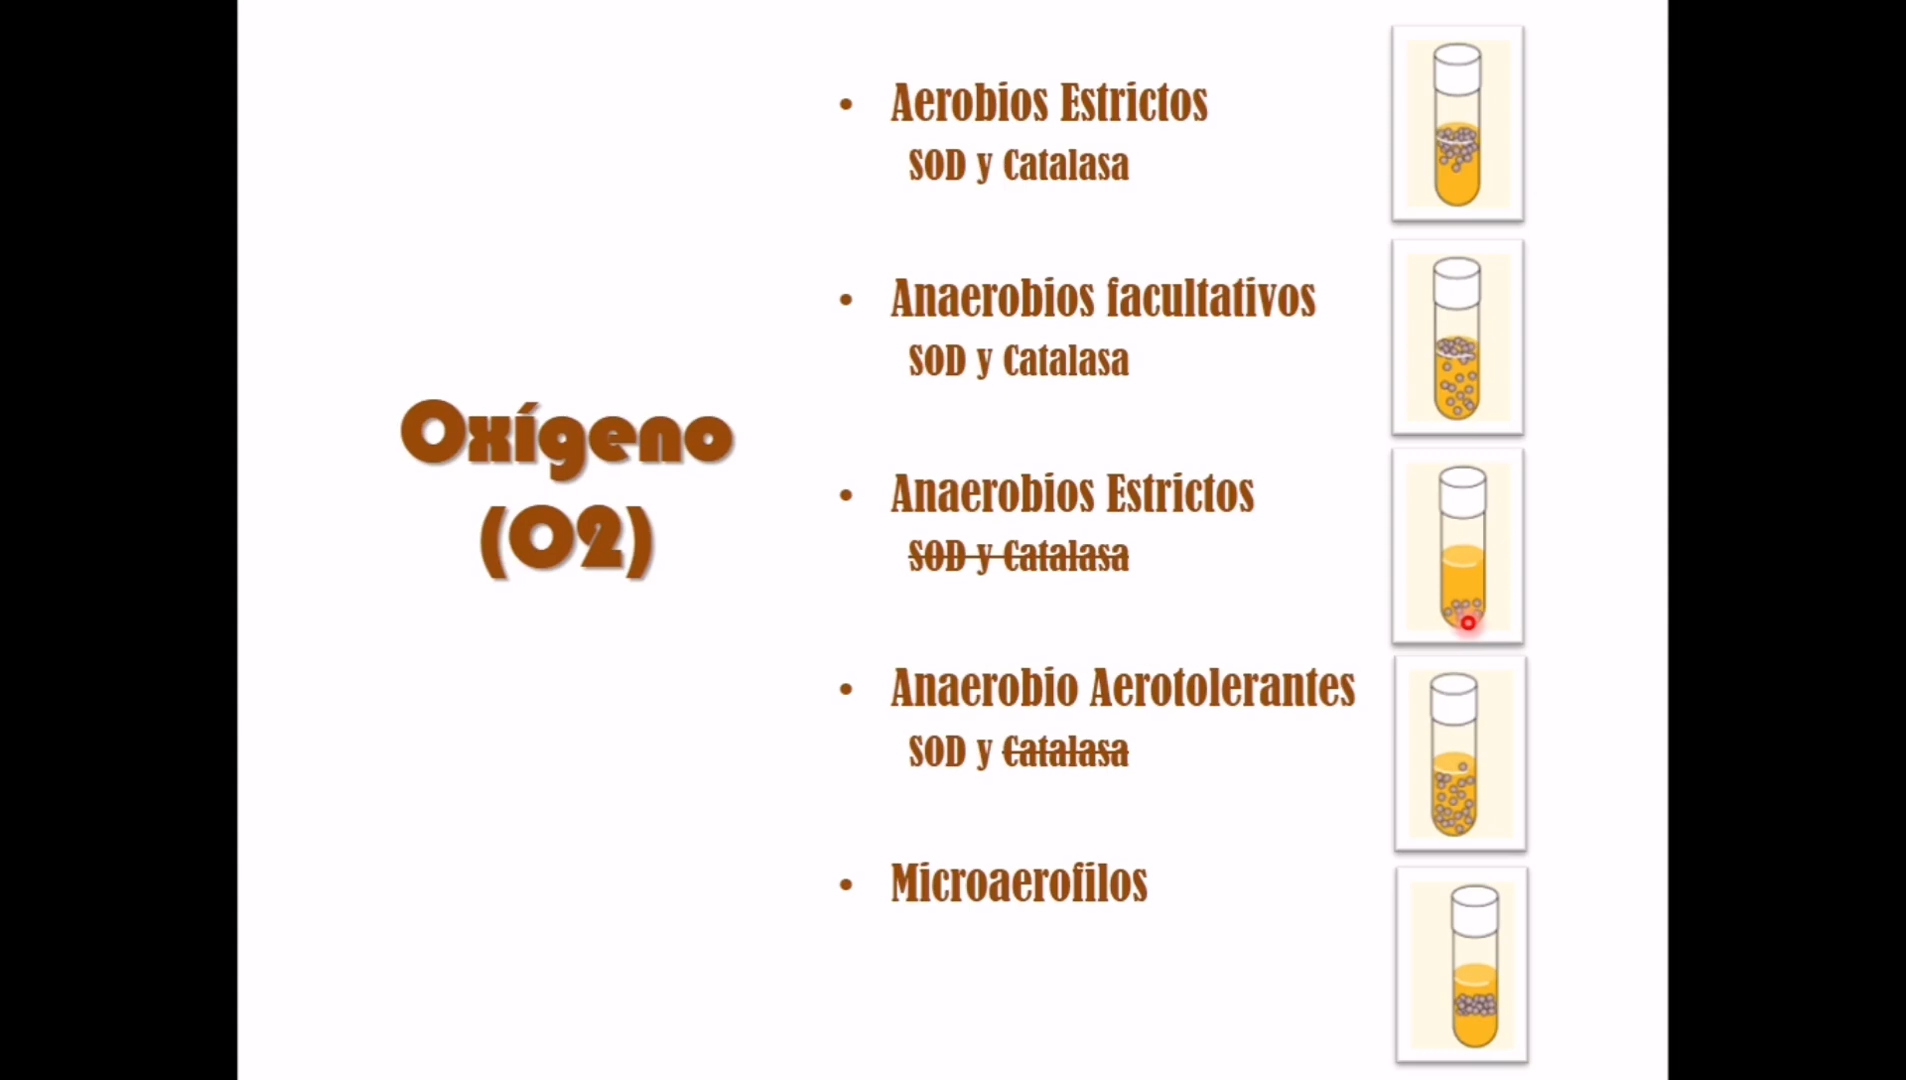 Oxígeno
(O2)
• Aerobios Estrictos
SOD y Catalasa
• Anaerobios facultativos
SOD y Catalasa
• Anaerobios Estrictos
SOD y Catalasa
• Anaerobio Aerotolerantes
SOD y Catalasa
• Microaerofilos